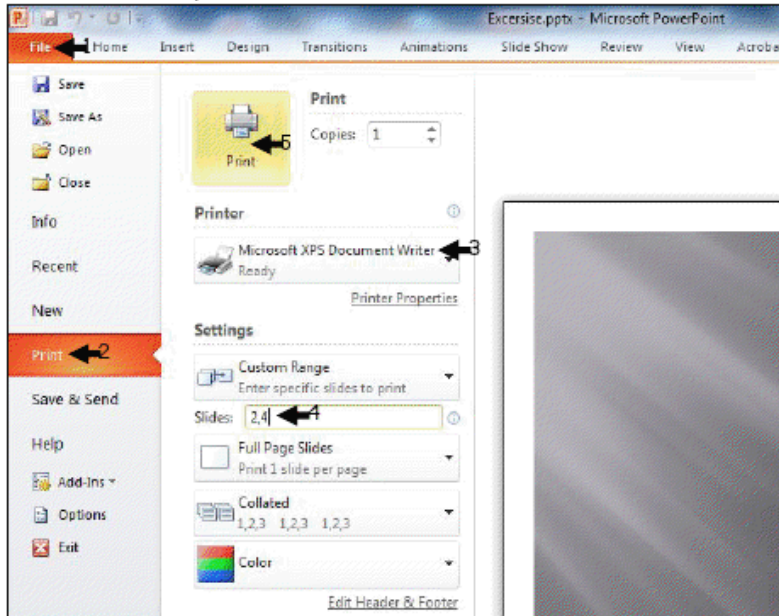 Excersise.pptx - Microsoft PowerPoint
File 1 Home Insert Design Transitions Animations Slide Show Review View Acroba
Save
Save As
Open
Close
Info
Recent
New
Print 2
Save & Send
Help
Add-Ins
Options
Exit
Print
Copies: 1
Print 5
Printer
Microsoft XPS Document Writer 3
Ready
Printer Properties
Settings
Custom Range
Enter specific slides to print
Slides: 2,4 4
Full Page Slides
Print 1 slide per page
Collated
1,2,3 1,2,3 1,2,3
Color
Edit Header & Footer